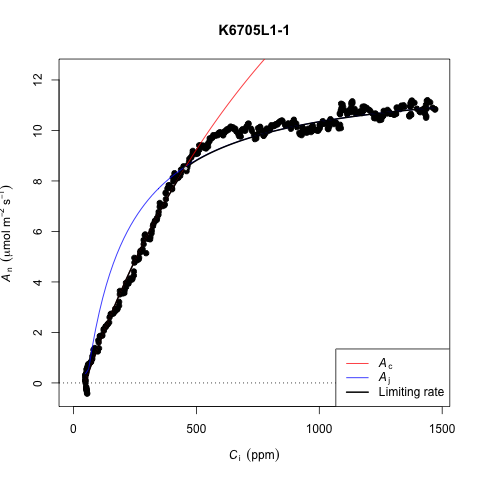 K6705L1-1
12
10
8
6
4
2
0
An (μmol m−2 s−1)
0 500 1000 1500
Ci (ppm)
Ac
Aj
Limiting rate